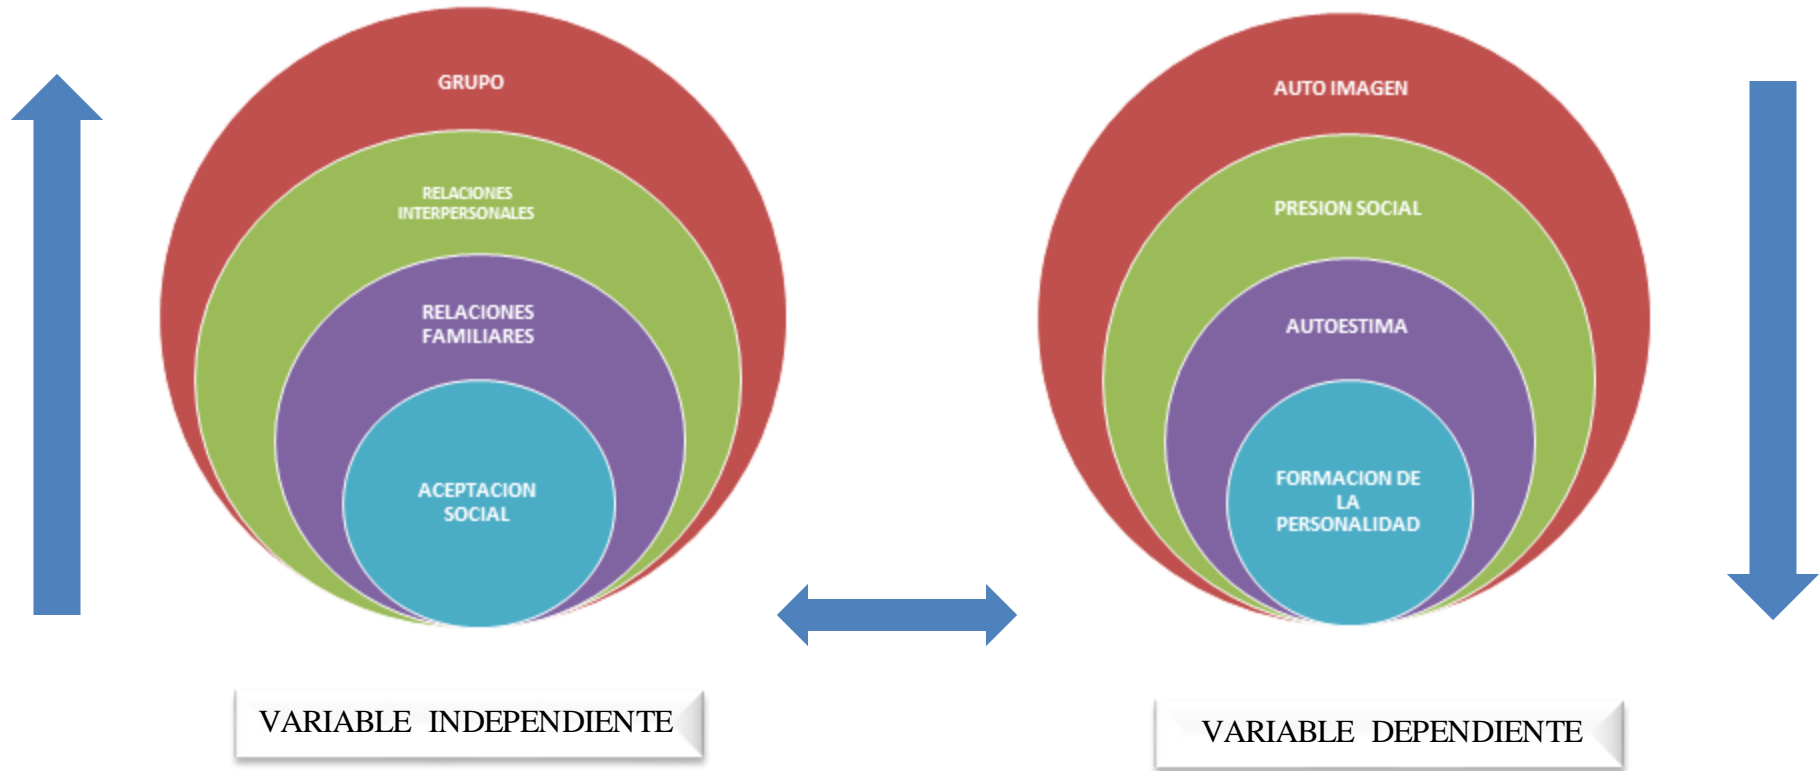 GRUPO
RELACIONES
INTERPERSONALES
RELACIONES
FAMILIARES
ACEPTACION
SOCIAL
VARIABLE INDEPENDIENTE
AUTO IMAGEN
PRESION SOCIAL
AUTOESTIMA
FORMACION DE
LA
PERSONALIDAD
VARIABLE DEPENDIENTE